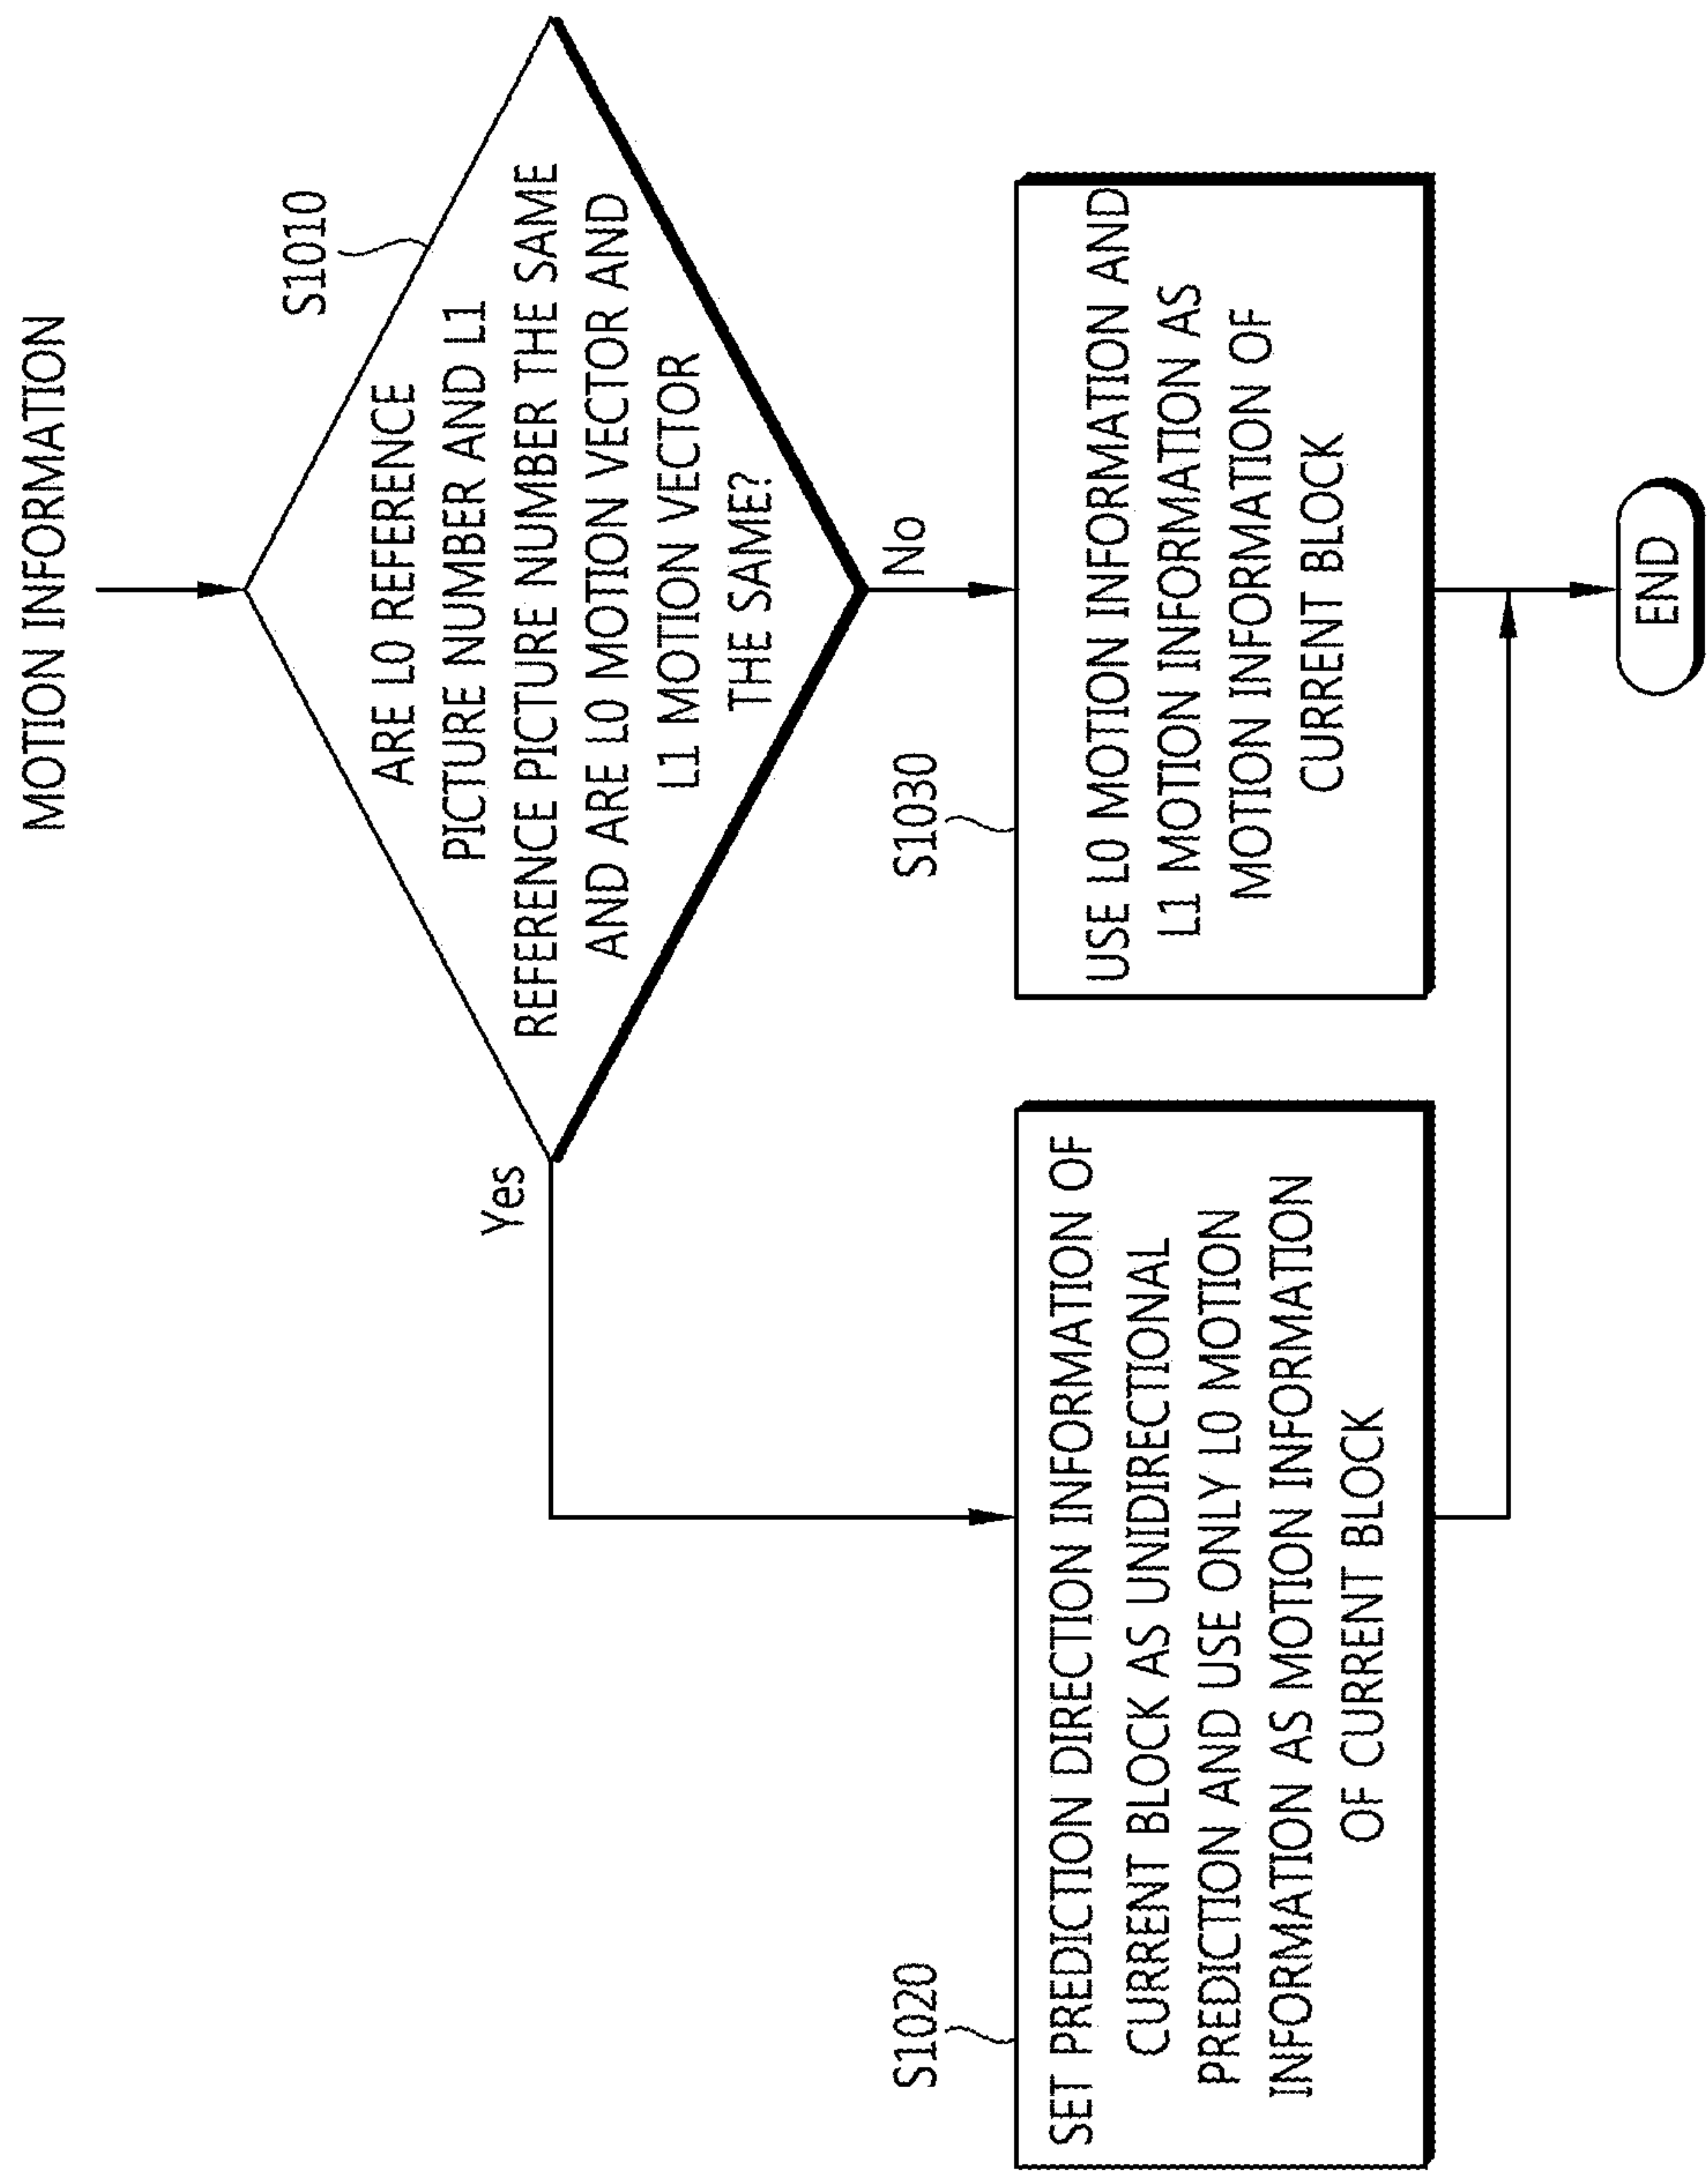 MOTION INFORMATION
S1010
ARE L0 REFERENCE
PICTURE NUMBER AND L1
REFERENCE PICTURE NUMBER THE SAME
AND ARE L0 MOTION VECTOR AND
L1 MOTION VECTOR
THE SAME?
Yes
No
S1020
SET PREDICTION DIRECTION INFORMATION OF
CURRENT BLOCK AS UNIDIRECTIONAL
PREDICTION AND USE ONLY L0 MOTION
INFORMATION AS MOTION INFORMATION
OF CURRENT BLOCK
S1030
USE L0 MOTION INFORMATION AND
L1 MOTION INFORMATION AS
MOTION INFORMATION OF
CURRENT BLOCK
END